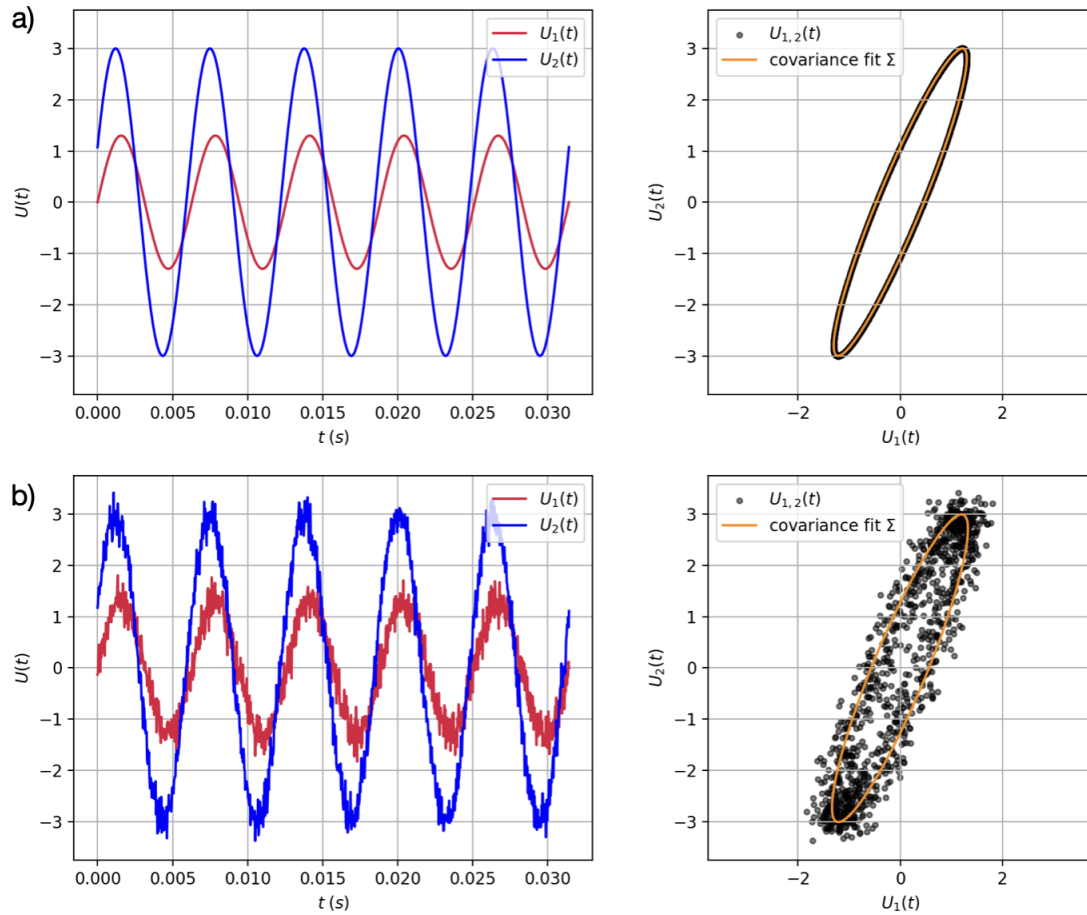 a)
U(t)
3
2
1
0
−1
−2
−3
U₁(t)
U₂(t)
0.000 0.005 0.010 0.015 0.020 0.025 0.030
t (s)
U₂(t)
3
2
1
0
−1
−2
−3
U₁,₂(t)
covariance fit Σ
−2 0 2
U₁(t)
b)
U(t)
3
2
1
0
−1
−2
−3
U₁(t)
U₂(t)
0.000 0.005 0.010 0.015 0.020 0.025 0.030
t (s)
U₂(t)
3
2
1
0
−1
−2
−3
U₁,₂(t)
covariance fit Σ
−2 0 2
U₁(t)